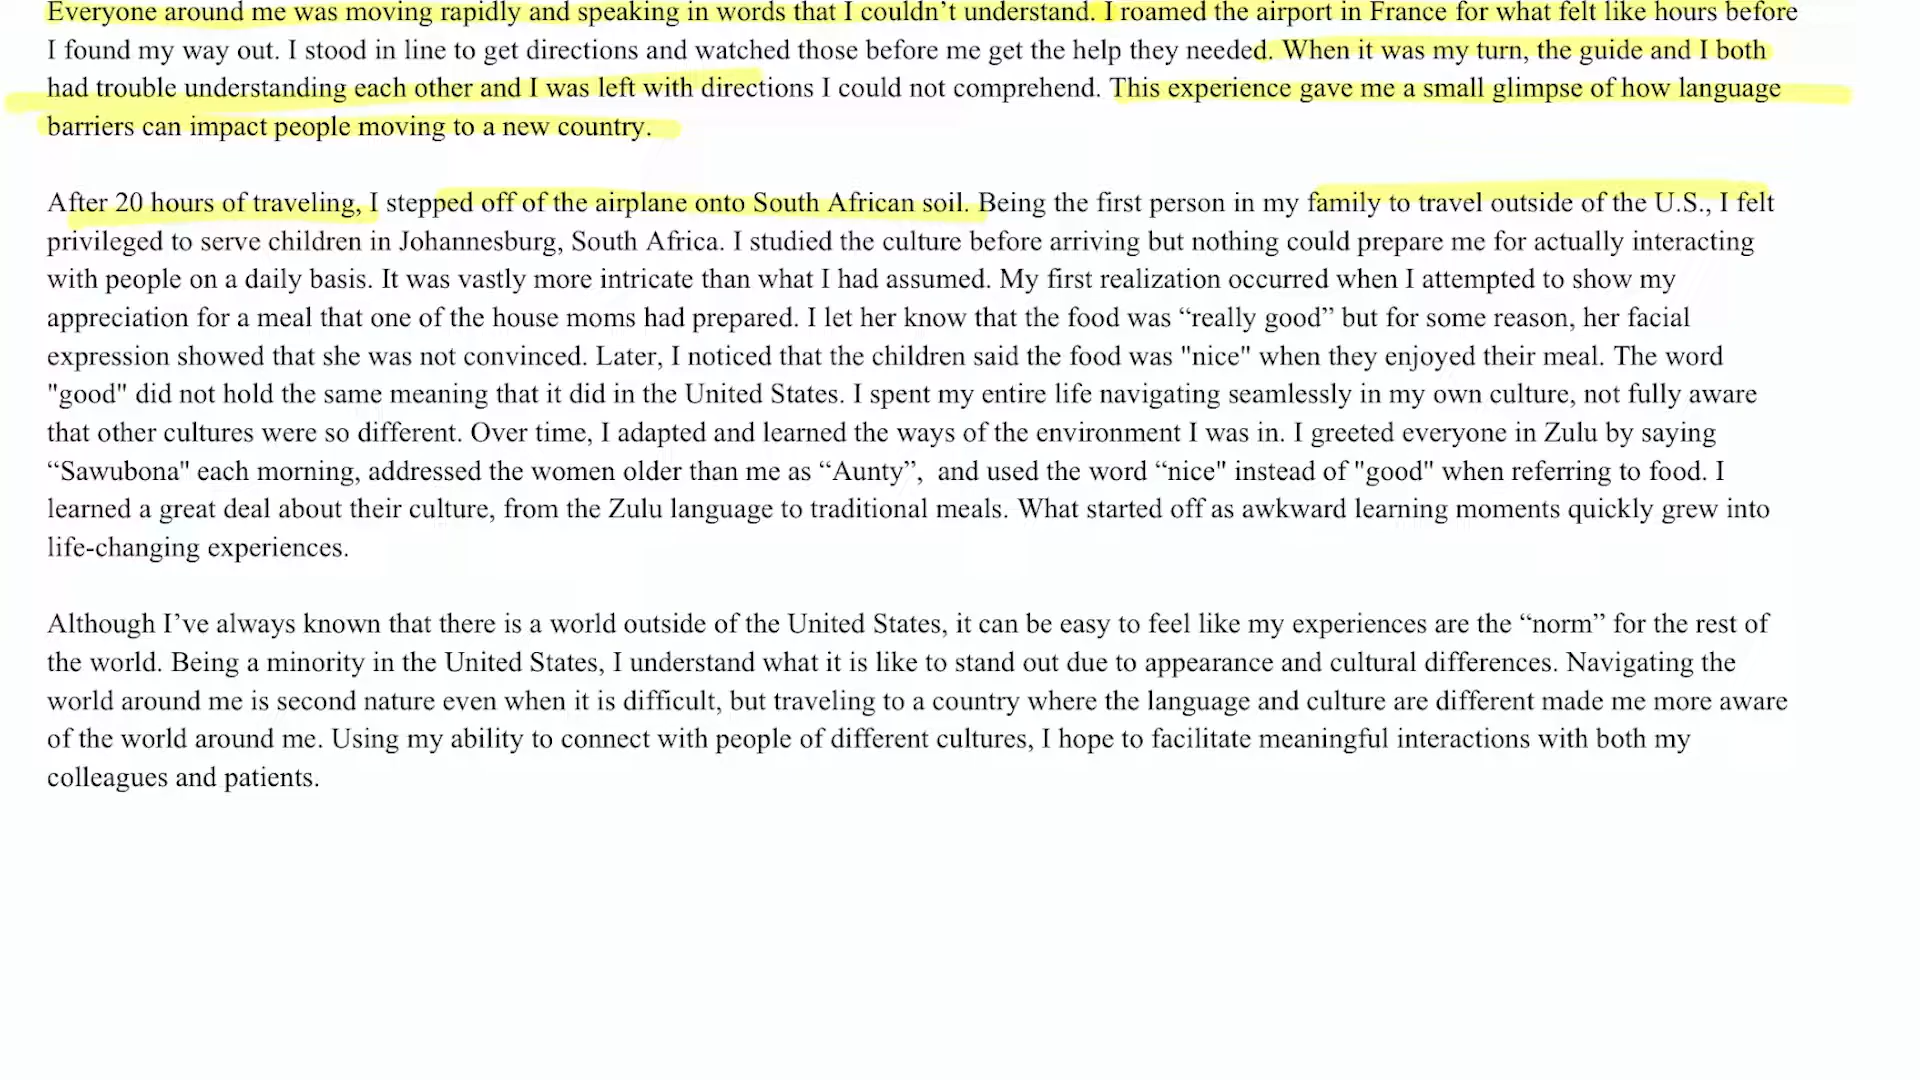 Everyone around me was moving rapidly and speaking in words that I couldn’t understand. I roamed the airport in France for what felt like hours before
I found my way out. I stood in line to get directions and watched those before me get the help they needed. When it was my turn, the guide and I both
had trouble understanding each other and I was left with directions I could not comprehend. This experience gave me a small glimpse of how language
barriers can impact people moving to a new country.
After 20 hours of traveling, I stepped off of the airplane onto South African soil. Being the first person in my family to travel outside of the U.S., I felt
privileged to serve children in Johannesburg, South Africa. I studied the culture before arriving but nothing could prepare me for actually interacting
with people on a daily basis. It was vastly more intricate than what I had assumed. My first realization occurred when I attempted to show my
appreciation for a meal that one of the house moms had prepared. I let her know that the food was “really good” but for some reason, her facial
expression showed that she was not convinced. Later, I noticed that the children said the food was "nice" when they enjoyed their meal. The word
"good" did not hold the same meaning that it did in the United States. I spent my entire life navigating seamlessly in my own culture, not fully aware
that other cultures were so different. Over time, I adapted and learned the ways of the environment I was in. I greeted everyone in Zulu by saying
“Sawubona" each morning, addressed the women older than me as “Aunty”, and used the word “nice" instead of "good" when referring to food. I
learned a great deal about their culture, from the Zulu language to traditional meals. What started off as awkward learning moments quickly grew into
life-changing experiences.
Although I’ve always known that there is a world outside of the United States, it can be easy to feel like my experiences are the “norm” for the rest of
the world. Being a minority in the United States, I understand what it is like to stand out due to appearance and cultural differences. Navigating the
world around me is second nature even when it is difficult, but traveling to a country where the language and culture are different made me more aware
of the world around me. Using my ability to connect with people of different cultures, I hope to facilitate meaningful interactions with both my
colleagues and patients.